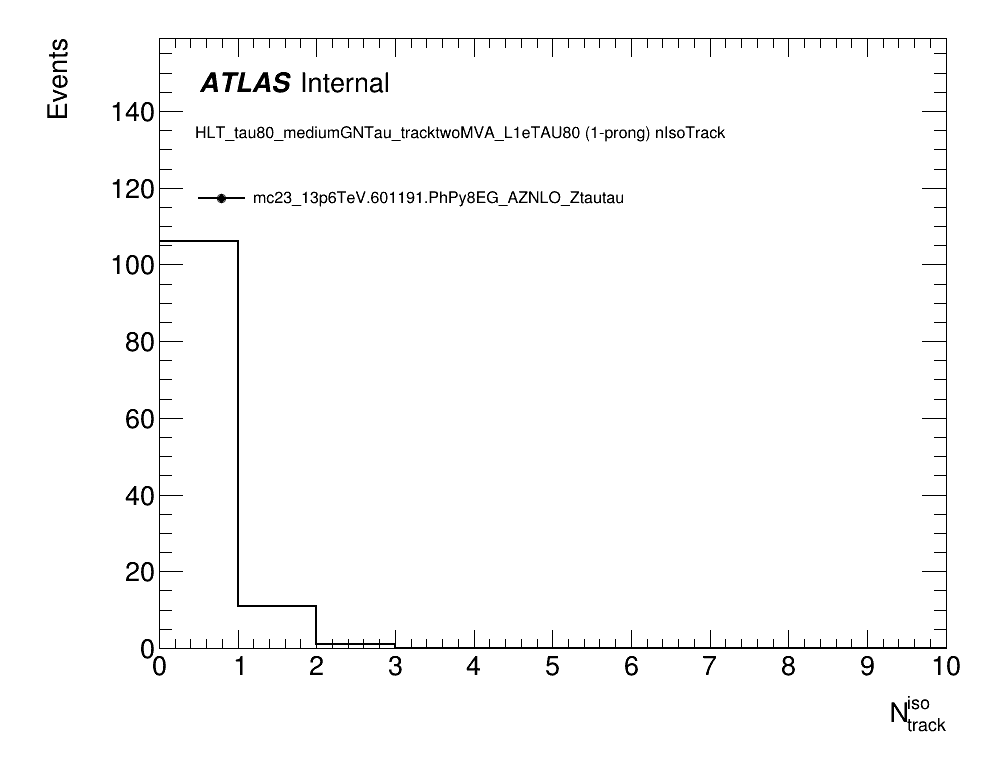 Events
ATLAS Internal
HLT_tau80_mediumGNTau_tracktwoMVA_L1eTAU80 (1-prong) nIsoTrack
mc23_13p6TeV.601191.PhPy8EG_AZNLO_Ztautau
140
120
100
80
60
40
20
0
0 1 2 3 4 5 6 7 8 9 10
N iso track